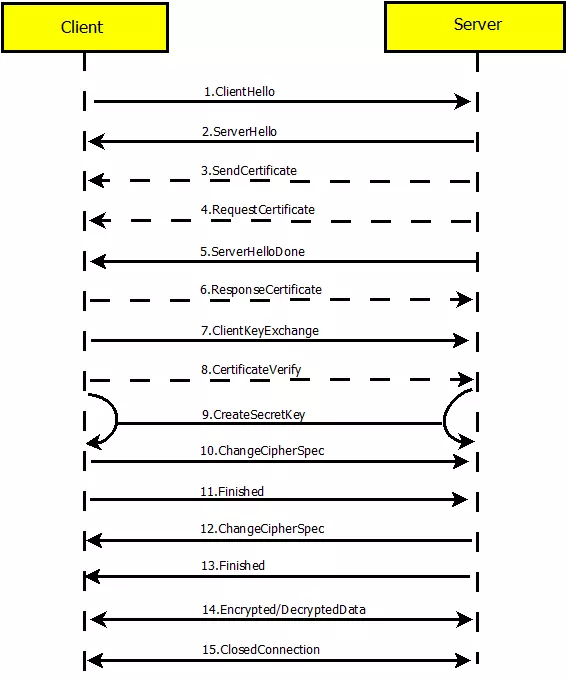 Client
Server
1.ClientHello
2.ServerHello
3.SendCertificate
4.RequestCertificate
5.ServerHelloDone
6.ResponseCertificate
7.ClientKeyExchange
8.CertificateVerify
9.CreateSecretKey
10.ChangeCipherSpec
11.Finished
12.ChangeCipherSpec
13.Finished
14.Encrypted/DecryptedData
15.ClosedConnection